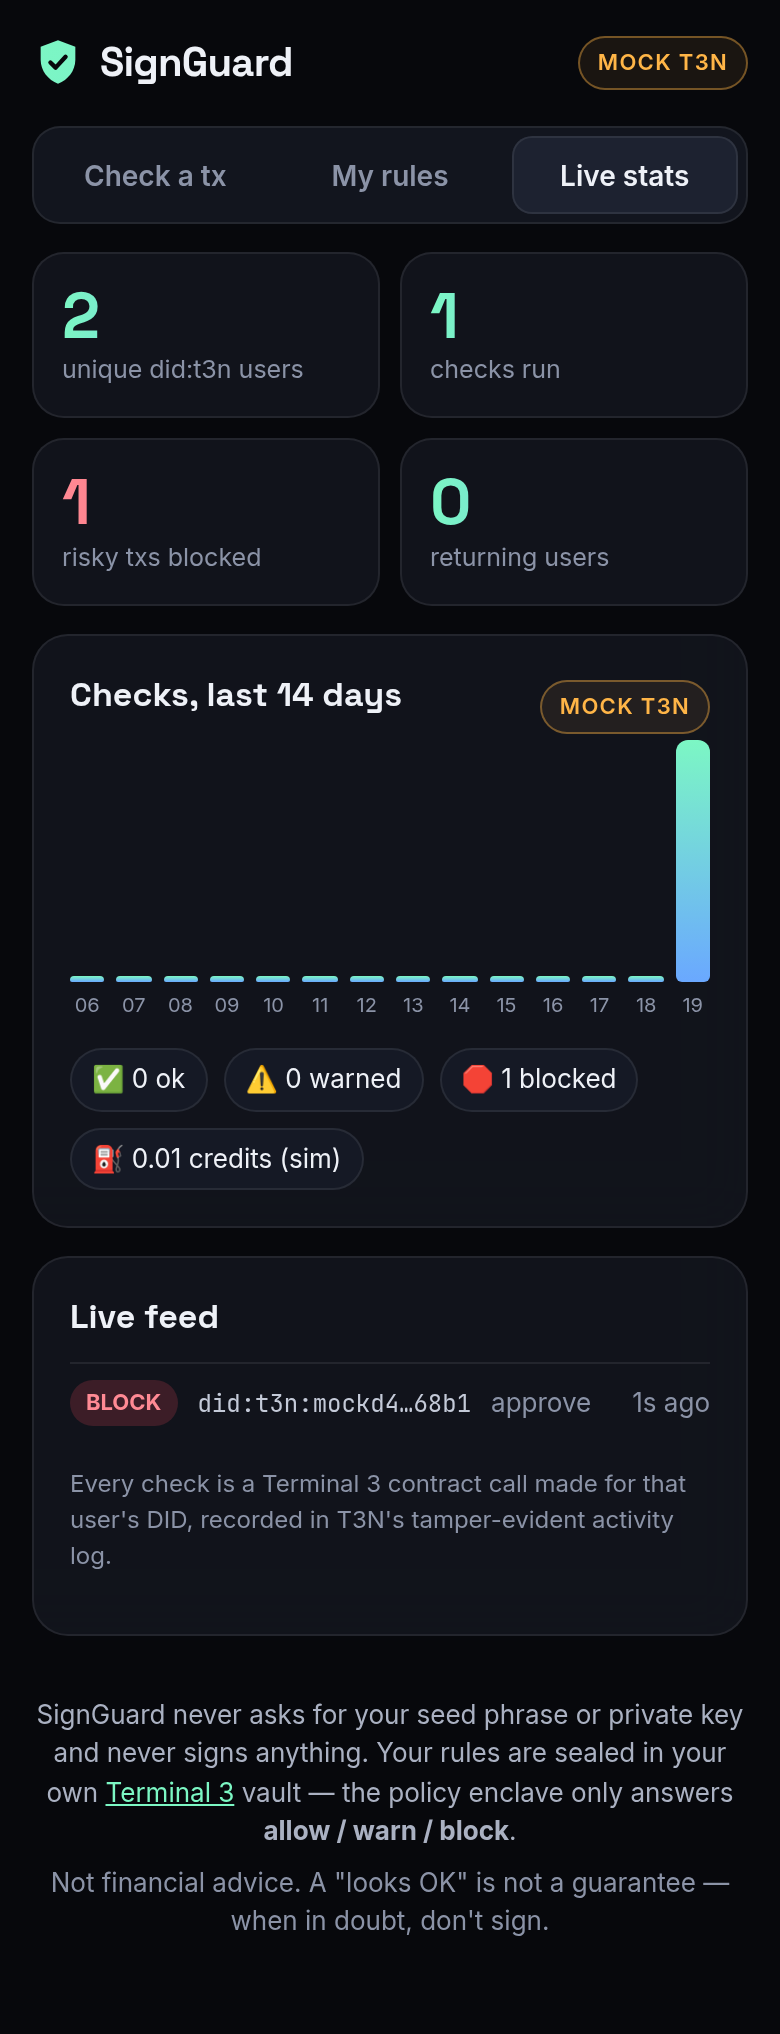 SignGuard
MOCK T3N
Check a tx
My rules
Live stats
2
unique did:t3n users
1
checks run
1
risky txs blocked
0
returning users
Checks, last 14 days
MOCK T3N
06 07 08 09 10 11 12 13 14 15 16 17 18 19
✅ 0 ok
⚠️ 0 warned
🛑 1 blocked
⛽ 0.01 credits (sim)
Live feed
BLOCK did:t3n:mockd4…68b1 approve 1s ago
Every check is a Terminal 3 contract call made for that
user's DID, recorded in T3N's tamper-evident activity
log.
SignGuard never asks for your seed phrase or private key
and never signs anything. Your rules are sealed in your
own Terminal 3 vault — the policy enclave only answers
allow / warn / block.
Not financial advice. A "looks OK" is not a guarantee —
when in doubt, don't sign.